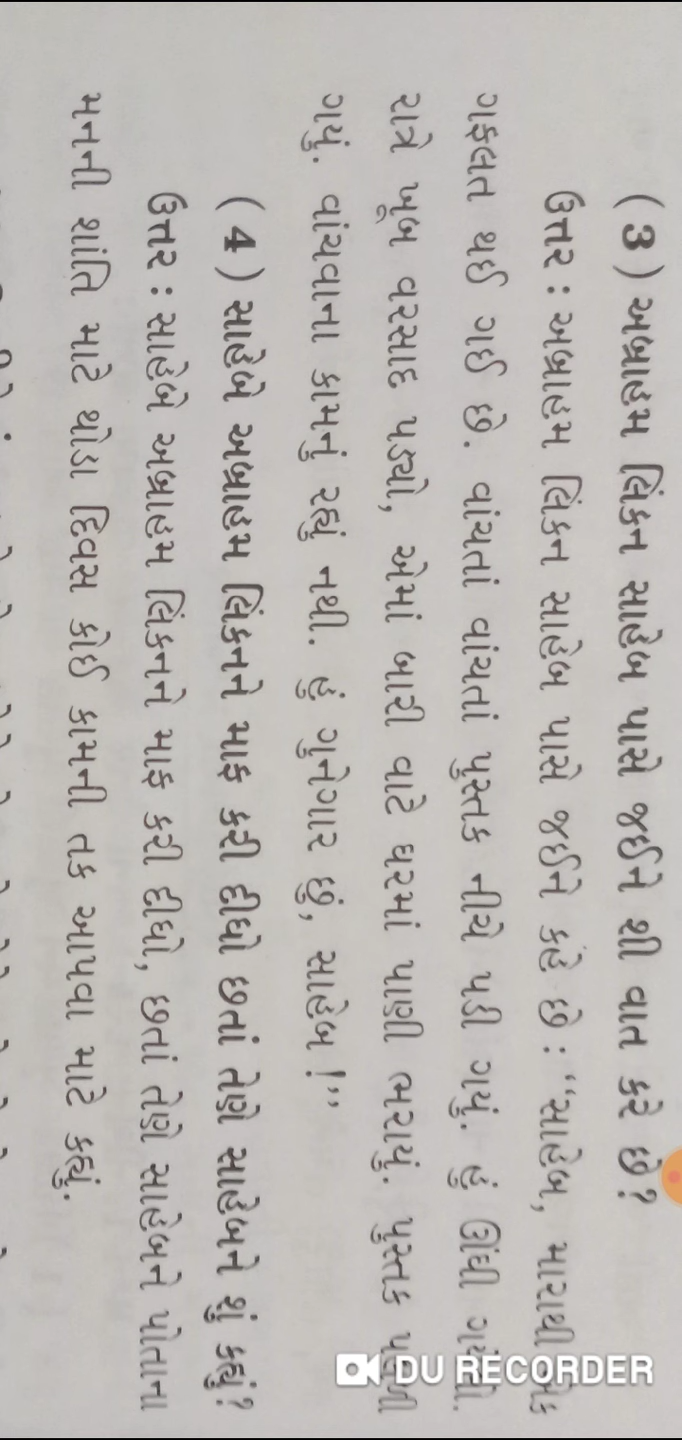 (3) અબ્રાહમ લિંકન સાહેબ પાસે જઈને શી વાત કરે છે?
ઉત્તર : અબ્રાહમ લિંકન સાહેબ પાસે જઈને કહે છે : “સાહેબ, મારાથી
ગફલત થઈ ગઈ છે. વાંચતાં વાંચતાં પુસ્તક નીચે પડી ગયું. હું ઊંઘી
રાત્રે ખૂબ વરસાદ પડ્યો, એમાં બારી વાટે ઘરમાં પાણી ભરાયું. પુસ્તક
ગયું. વાંચવાના કામનું રહ્યું નથી. હું ગુનેગાર છું, સાહેબ !”
(4) સાહેબે અબ્રાહમ લિંકનને માફ કરી દીધો છતાં તેણે સાહેબને શું કહ્યું?
ઉત્તર : સાહેબે અબ્રાહમ લિંકનને માફ કરી દીધો, છતાં તેણે સાહેબને પોતાના
મનની શાંતિ માટે થોડા દિવસ કોઈ કામની તક આપવા માટે કહ્યું.
DU RECORDER